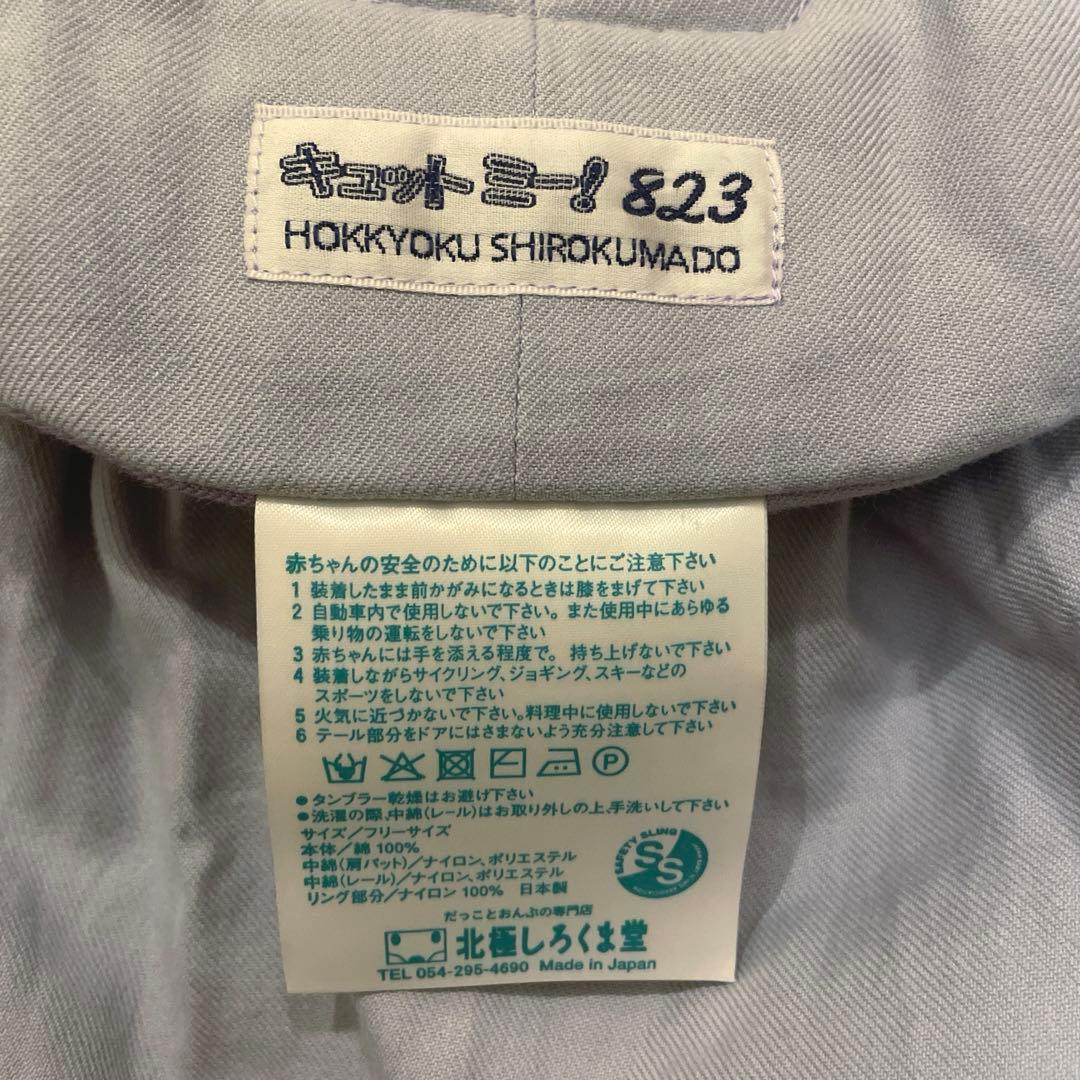 キュットミー! 823
HOKKYOKU SHIROKUMADO
赤ちゃんの安全のために以下のことにご注意下さい
1 装着したまま前かがみになるときは膝をまげて下さい
2 自動車内で使用しないで下さい。また使用中にあらゆる
乗り物の運転をしないで下さい
3 赤ちゃんには手を添える程度で。持ち上げないで下さい
4 装着しながらサイクリング、ジョギング、スキーなどの
スポーツをしないで下さい
5 火気に近づかないで下さい。料理中に使用しないで下さい
6 テール部分をドアにはさまないよう充分注意して下さい
P
●タンブラー乾燥はお避け下さい
●洗濯の際、中綿(レール)はお取り外しの上、手洗いして下さい
サイズ/フリーサイズ
本体/綿 100%
中綿(肩パット)/ナイロン、ポリエステル
中綿(レール)/ナイロン、ポリエステル
リング部分/ナイロン 100% 日本製
SAFETY SLING
SS
だっことおんぶの専門店
北極しろくま堂
TEL 054-295-4690 Made in Japan